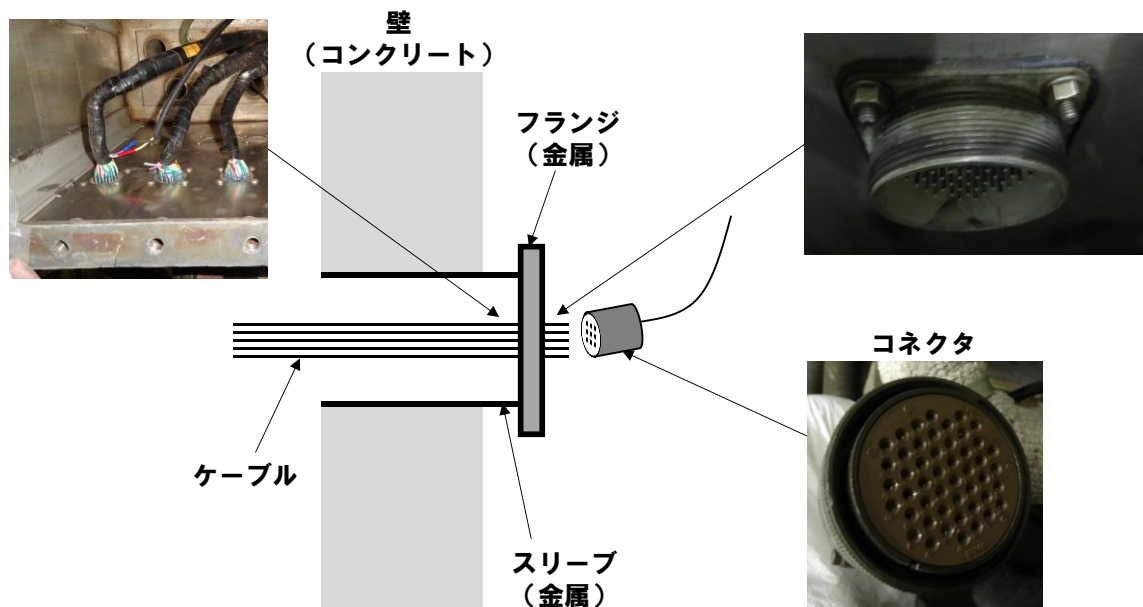 壁
（コンクリート）
フランジ
（金属）
コネクタ
ケーブル
スリーブ
（金属）